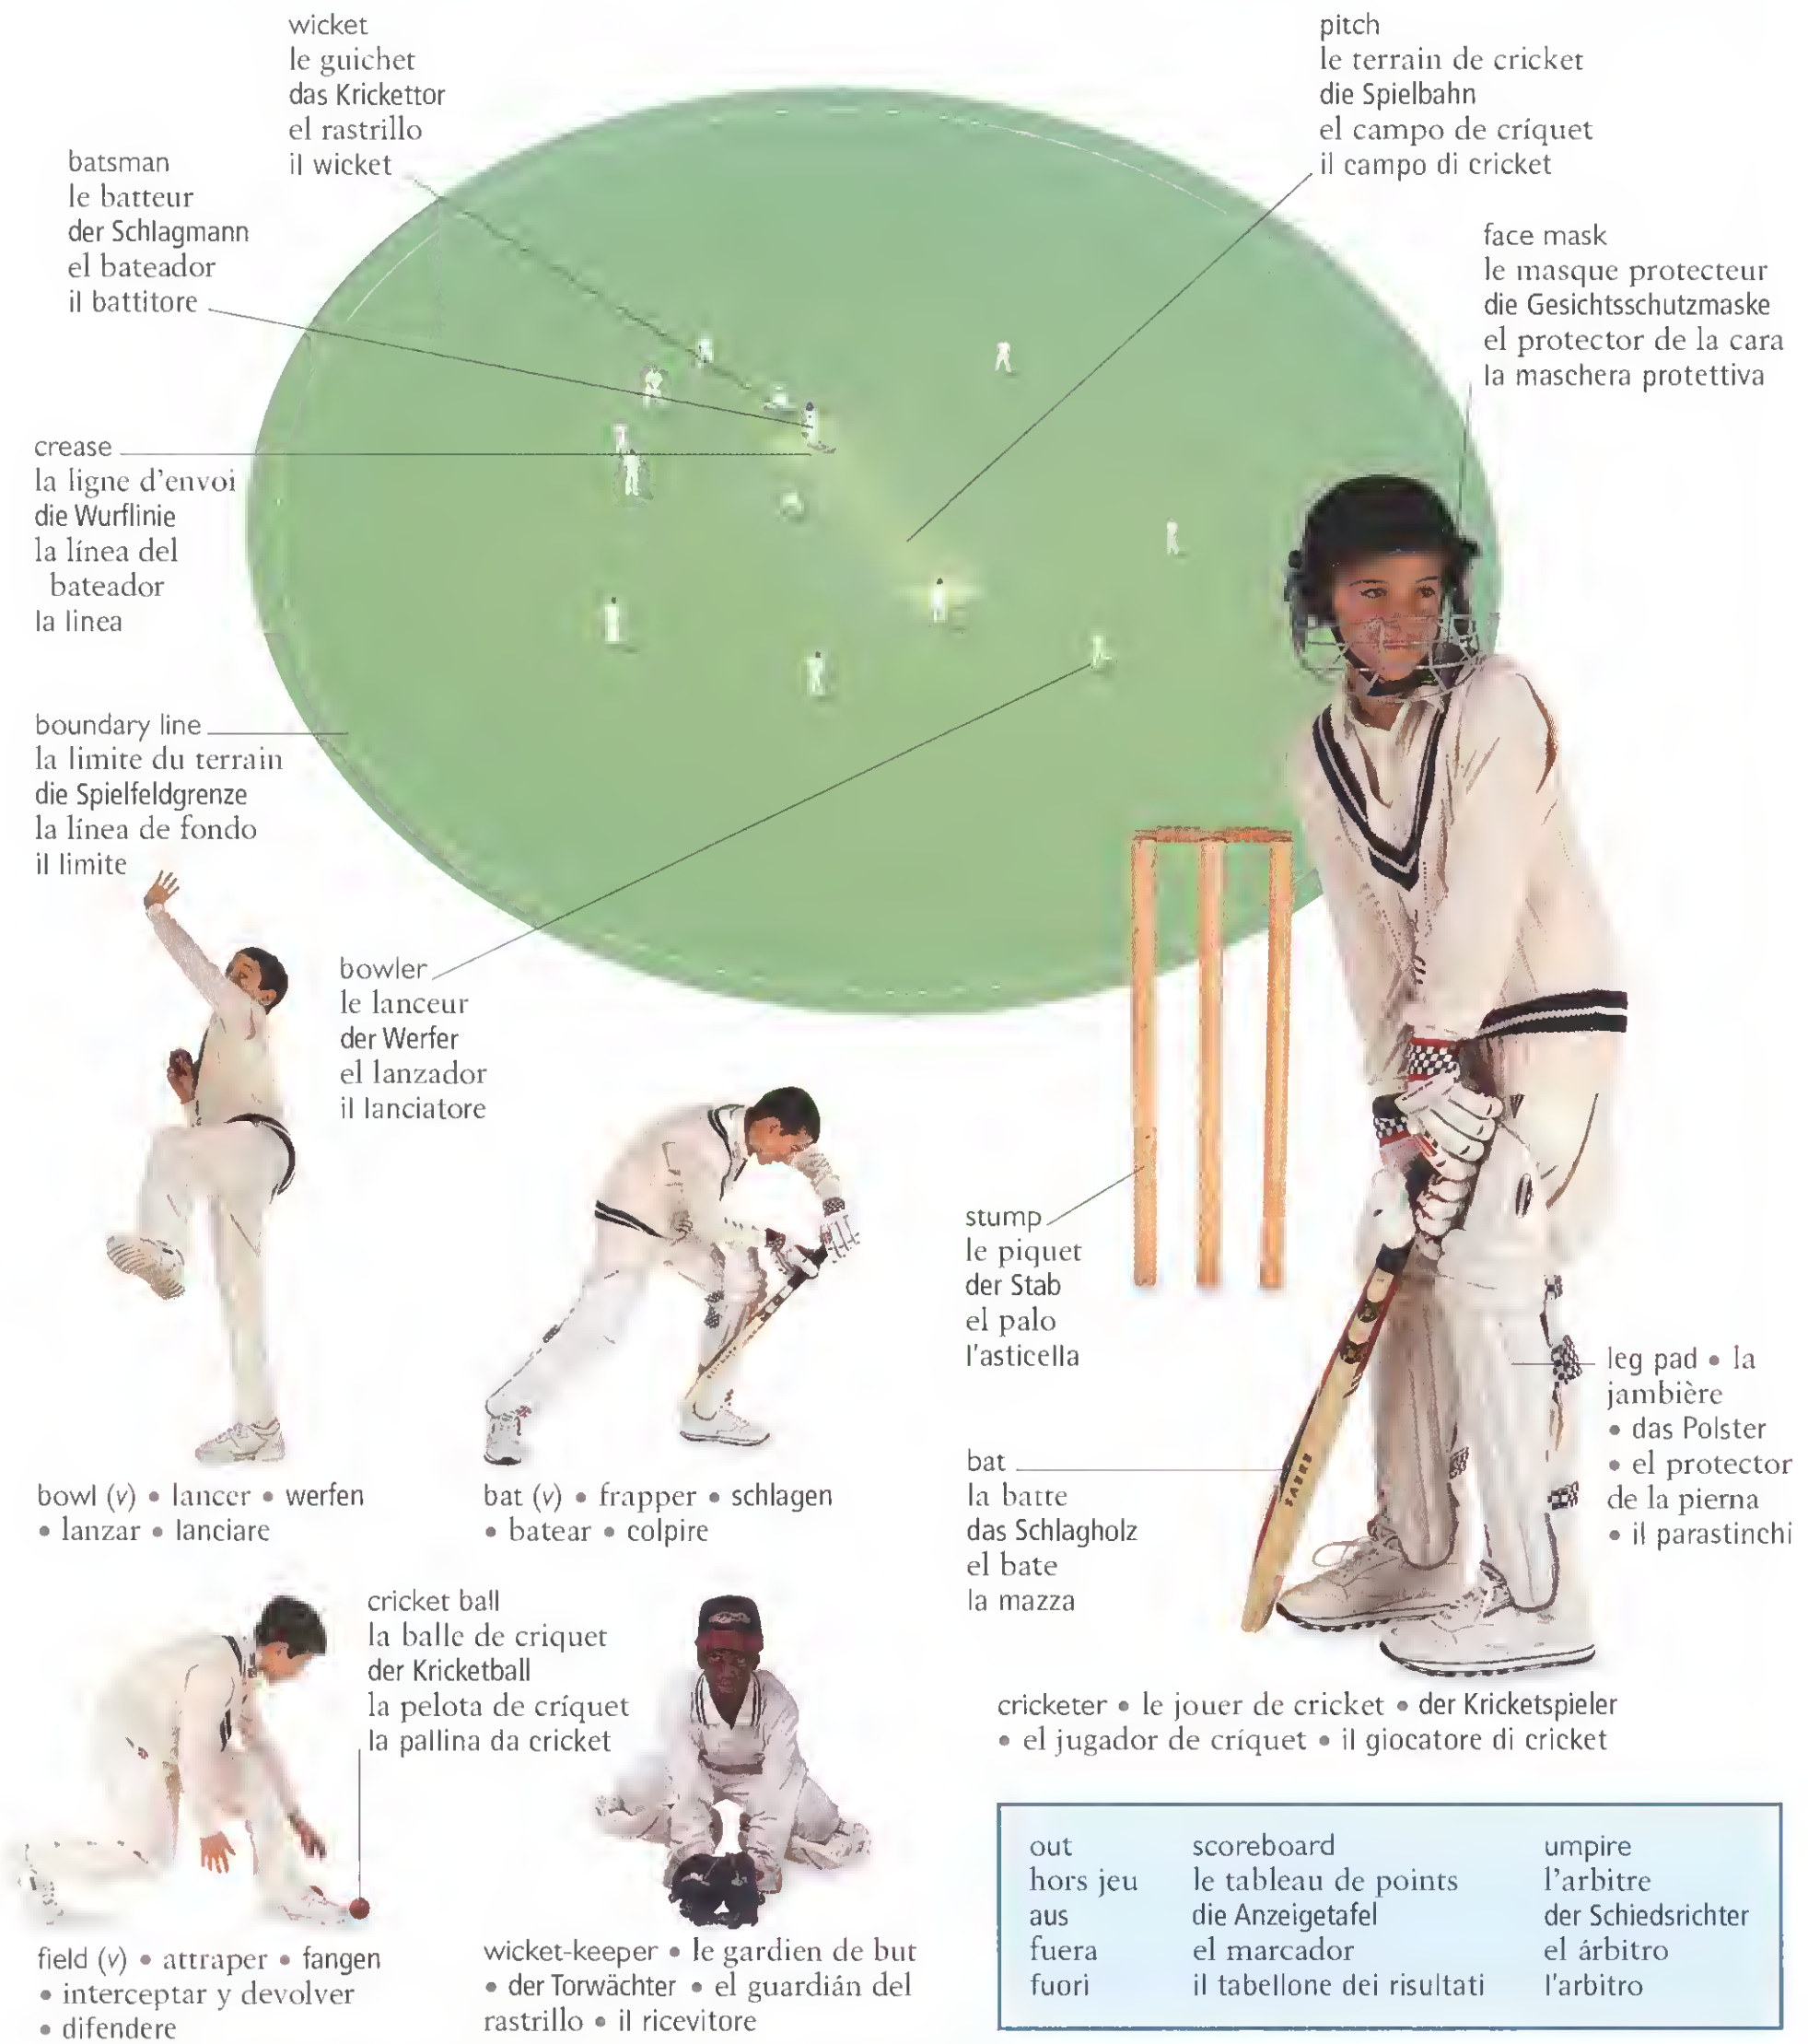 wicket
le guichet
das Krickettor
el rastrillo
il wicket
pitch
le terrain de cricket
die Spielbahn
el campo de críquet
il campo di cricket
batsman
le batteur
der Schlagmann
el bateador
il battitore
face mask
le masque protecteur
die Gesichtsschutzmaske
el protector de la cara
la maschera protettiva
crease
la ligne d'envoi
die Wurflinie
la línea del
bateador
la linea
boundary line
la limite du terrain
die Spielfeldgrenze
la línea de fondo
il limite
bowler
le lanceur
der Werfer
el lanzador
il lanciatore
stump
le piquet
der Stab
el palo
l'asticella
leg pad • la
jambière
• das Polster
• el protector
de la pierna
• il parastinchi
bat
la batte
das Schlagholz
el bate
la mazza
SABRE
bowl (v) • lancer • werfen
• lanzar • lanciare
bat (v) • frapper • schlagen
• batear • colpire
cricket ball
la balle de criquet
der Kricketball
la pelota de críquet
la pallina da cricket
cricketer • le jouer de cricket • der Kricketspieler
• el jugador de críquet • il giocatore di cricket
field (v) • attraper • fangen
• interceptar y devolver
• difendere
wicket-keeper • le gardien de but
• der Torwächter • el guardián del
rastrillo • il ricevitore
out
hors jeu
aus
fuera
fuori
scoreboard
le tableau de points
die Anzeigetafel
el marcador
il tabellone dei risultati
umpire
l'arbitre
der Schiedsrichter
el árbitro
l'arbitro